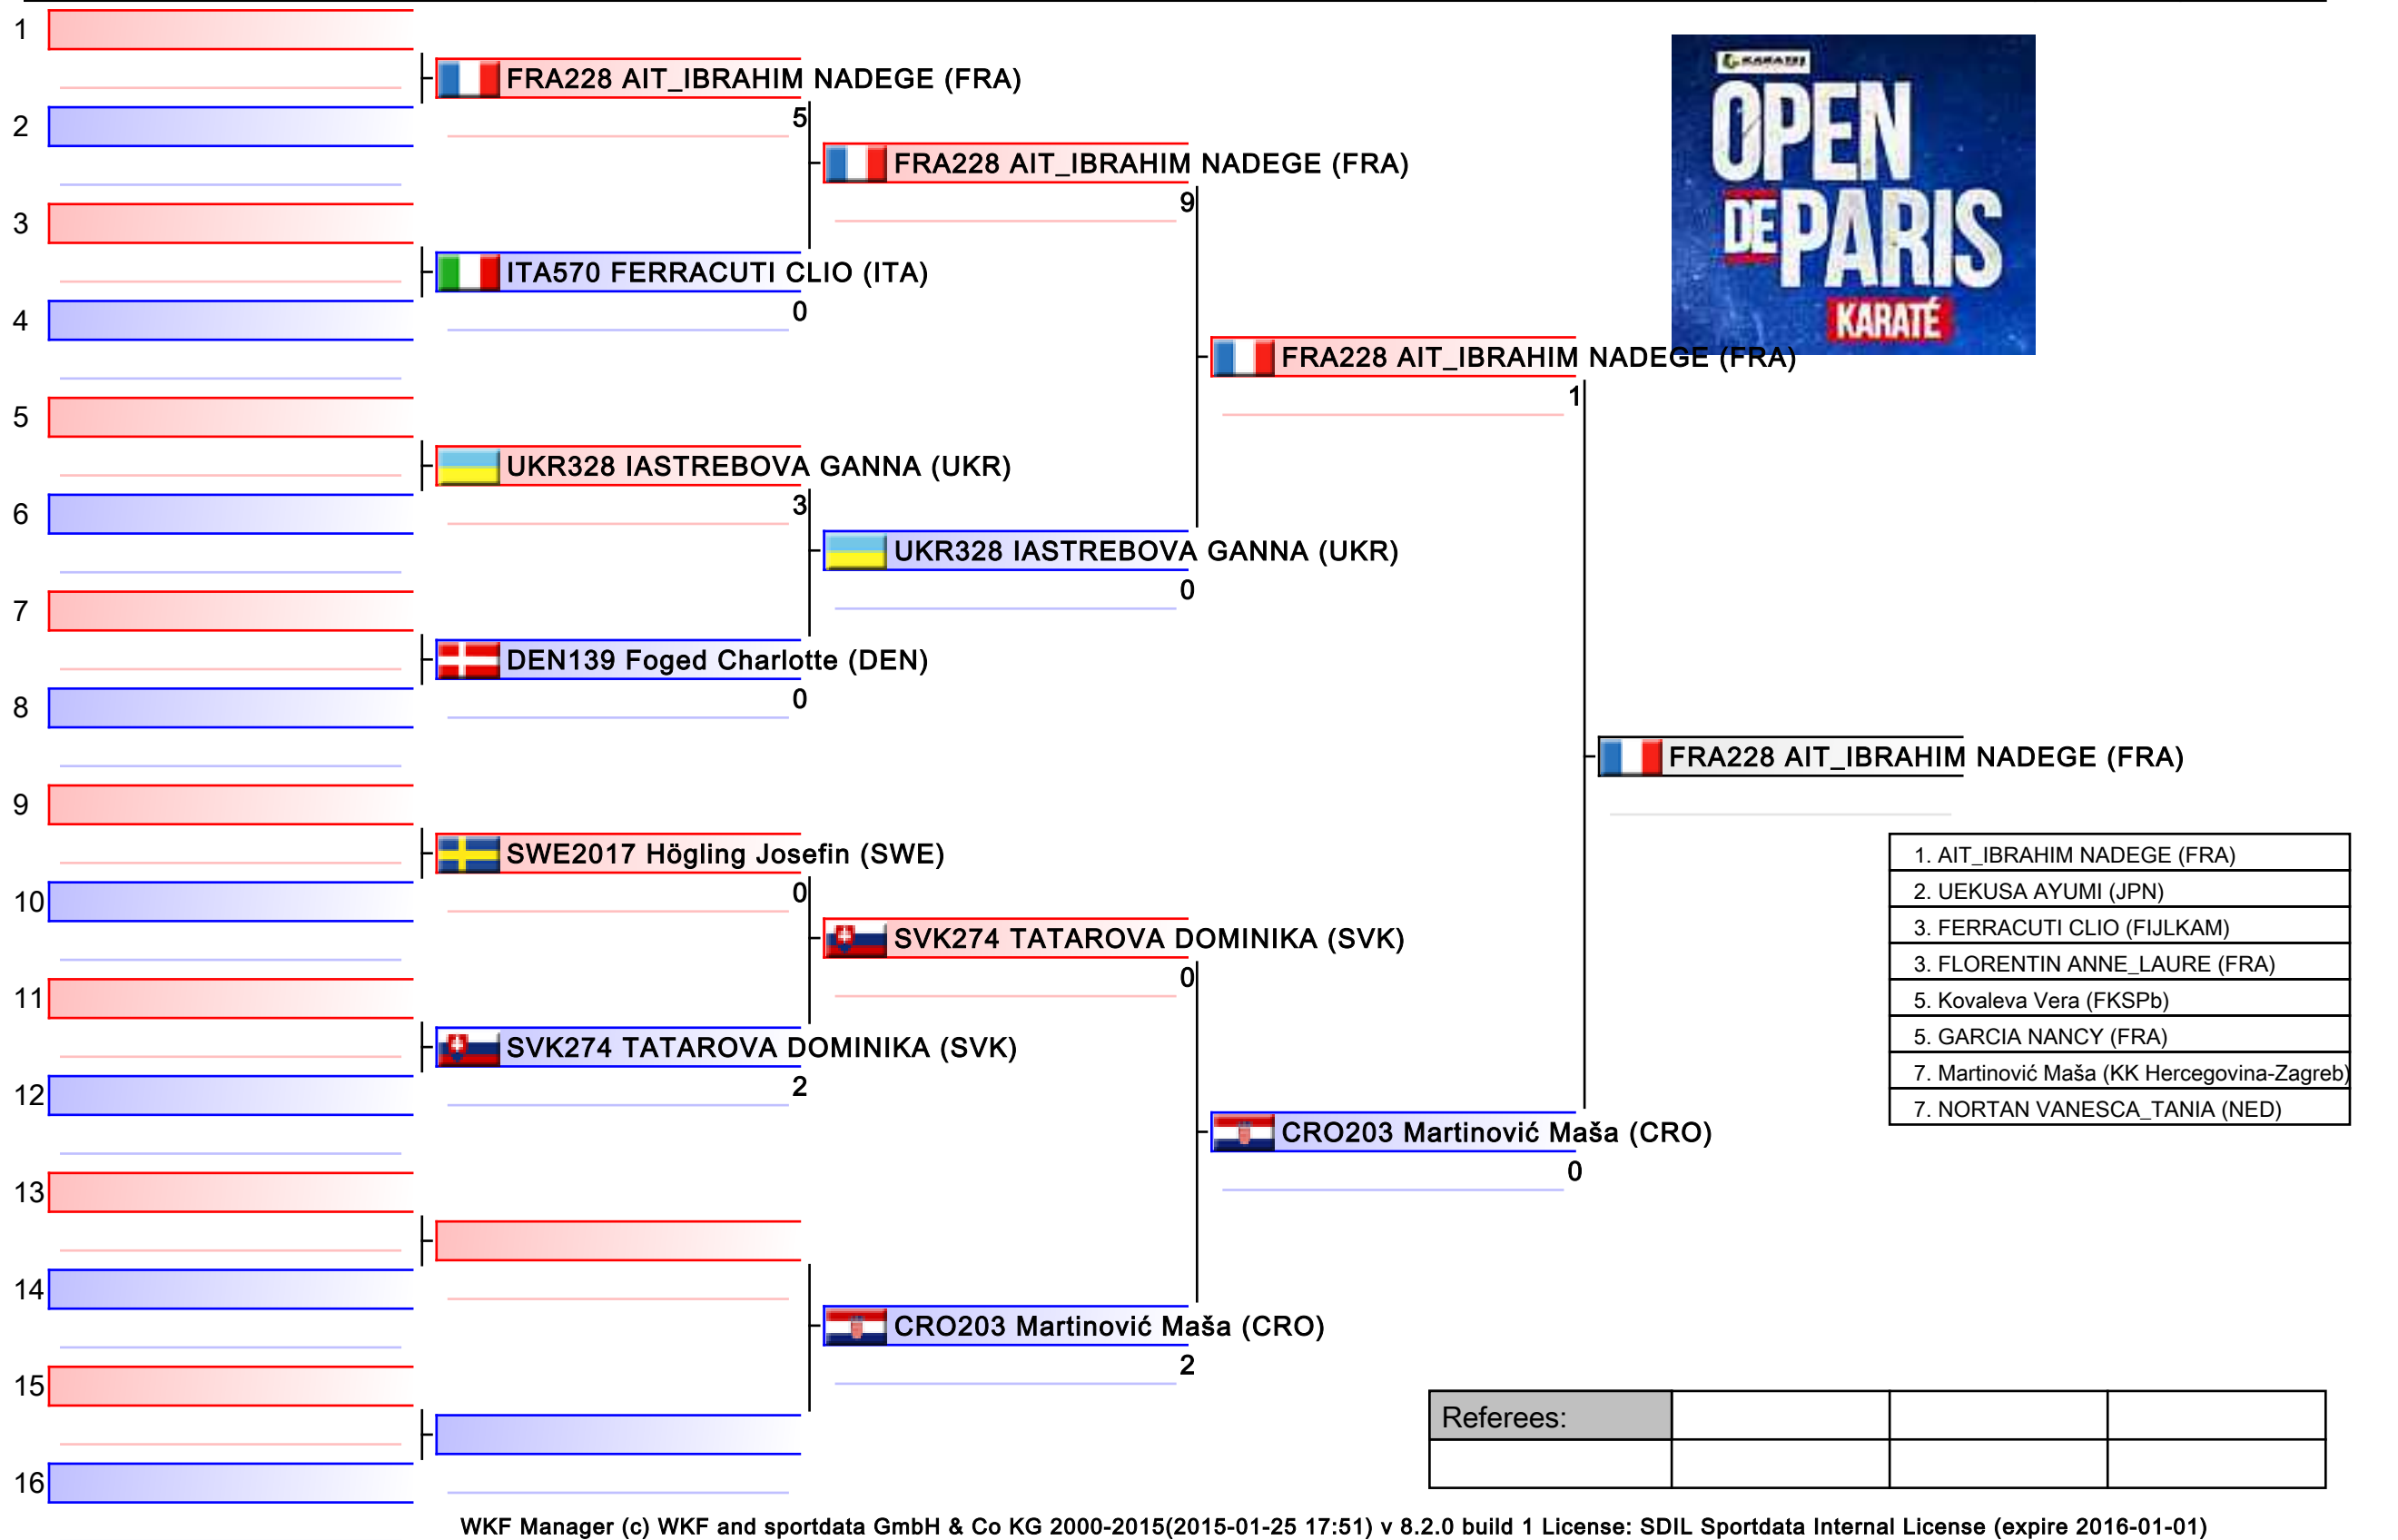 1
2
3
4
5
6
7
8
9
10
11
12
13
14
15
16
FRA228 AIT_IBRAHIM NADEGE (FRA)
5
ITA570 FERRACUTI CLIO (ITA)
0
UKR328 IASTREBOVA GANNA (UKR)
3
DEN139 Foged Charlotte (DEN)
0
SWE2017 Högling Josefin (SWE)
0
SVK274 TATAROVA DOMINIKA (SVK)
2
FRA228 AIT_IBRAHIM NADEGE (FRA)
9
UKR328 IASTREBOVA GANNA (UKR)
0
SVK274 TATAROVA DOMINIKA (SVK)
0
CRO203 Martinović Maša (CRO)
2
FRA228 AIT_IBRAHIM NADEGE (FRA)
1
CRO203 Martinović Maša (CRO)
0
FRA228 AIT_IBRAHIM NADEGE (FRA)
OPEN
DE PARIS
KARATÉ
1. AIT_IBRAHIM NADEGE (FRA)
2. UEKUSA AYUMI (JPN)
3. FERRACUTI CLIO (FIJLKAM)
3. FLORENTIN ANNE_LAURE (FRA)
5. Kovaleva Vera (FKSPb)
5. GARCIA NANCY (FRA)
7. Martinović Maša (KK Hercegovina-Zagreb)
7. NORTAN VANESCA_TANIA (NED)
Referees:
WKF Manager (c) WKF and sportdata GmbH & Co KG 2000-2015(2015-01-25 17:51) v 8.2.0 build 1 License: SDIL Sportdata Internal License (expire 2016-01-01)